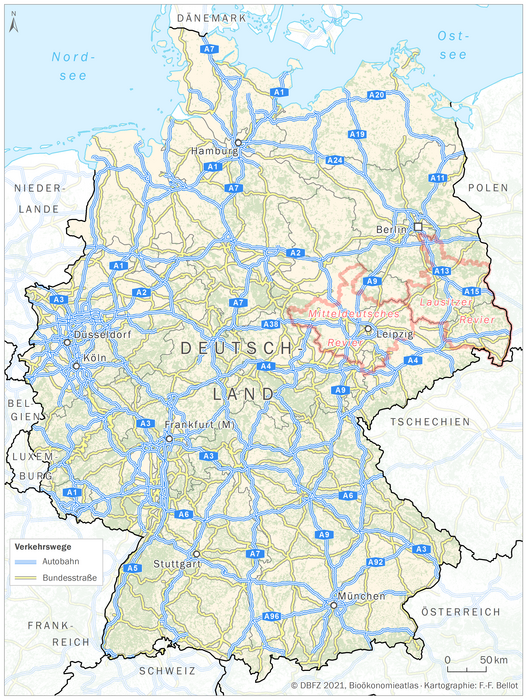 N
DÄNEMARK
Nord-
see
Ost-
see
A7
A1
A20
A19
Hamburg
A24
A1
A11
A7
NIEDER-
LANDE
POLEN
Berlin
A2
A1
A13
A9
A2
A15
A3
A7
Lausitzer
Revier
Mitteldeutsches
Revier
A38
Leipzig
Düsseldorf
DEUTSCH-
LAND
Köln
A4
A4
A9
BEL-
GIEN
TSCHECHIEN
A3
Frankfurt (M)
LUXEM-
BURG
A3
A1
A6
A6
A9
Verkehrswege
Autobahn
Bundesstraße
A3
A7
A92
Stuttgart
A5
München
A96
ÖSTERREICH
FRANK-
REICH
SCHWEIZ
0 50 km
© DBFZ 2021, Bioökonomieatlas · Kartographie: F.-F. Bellot